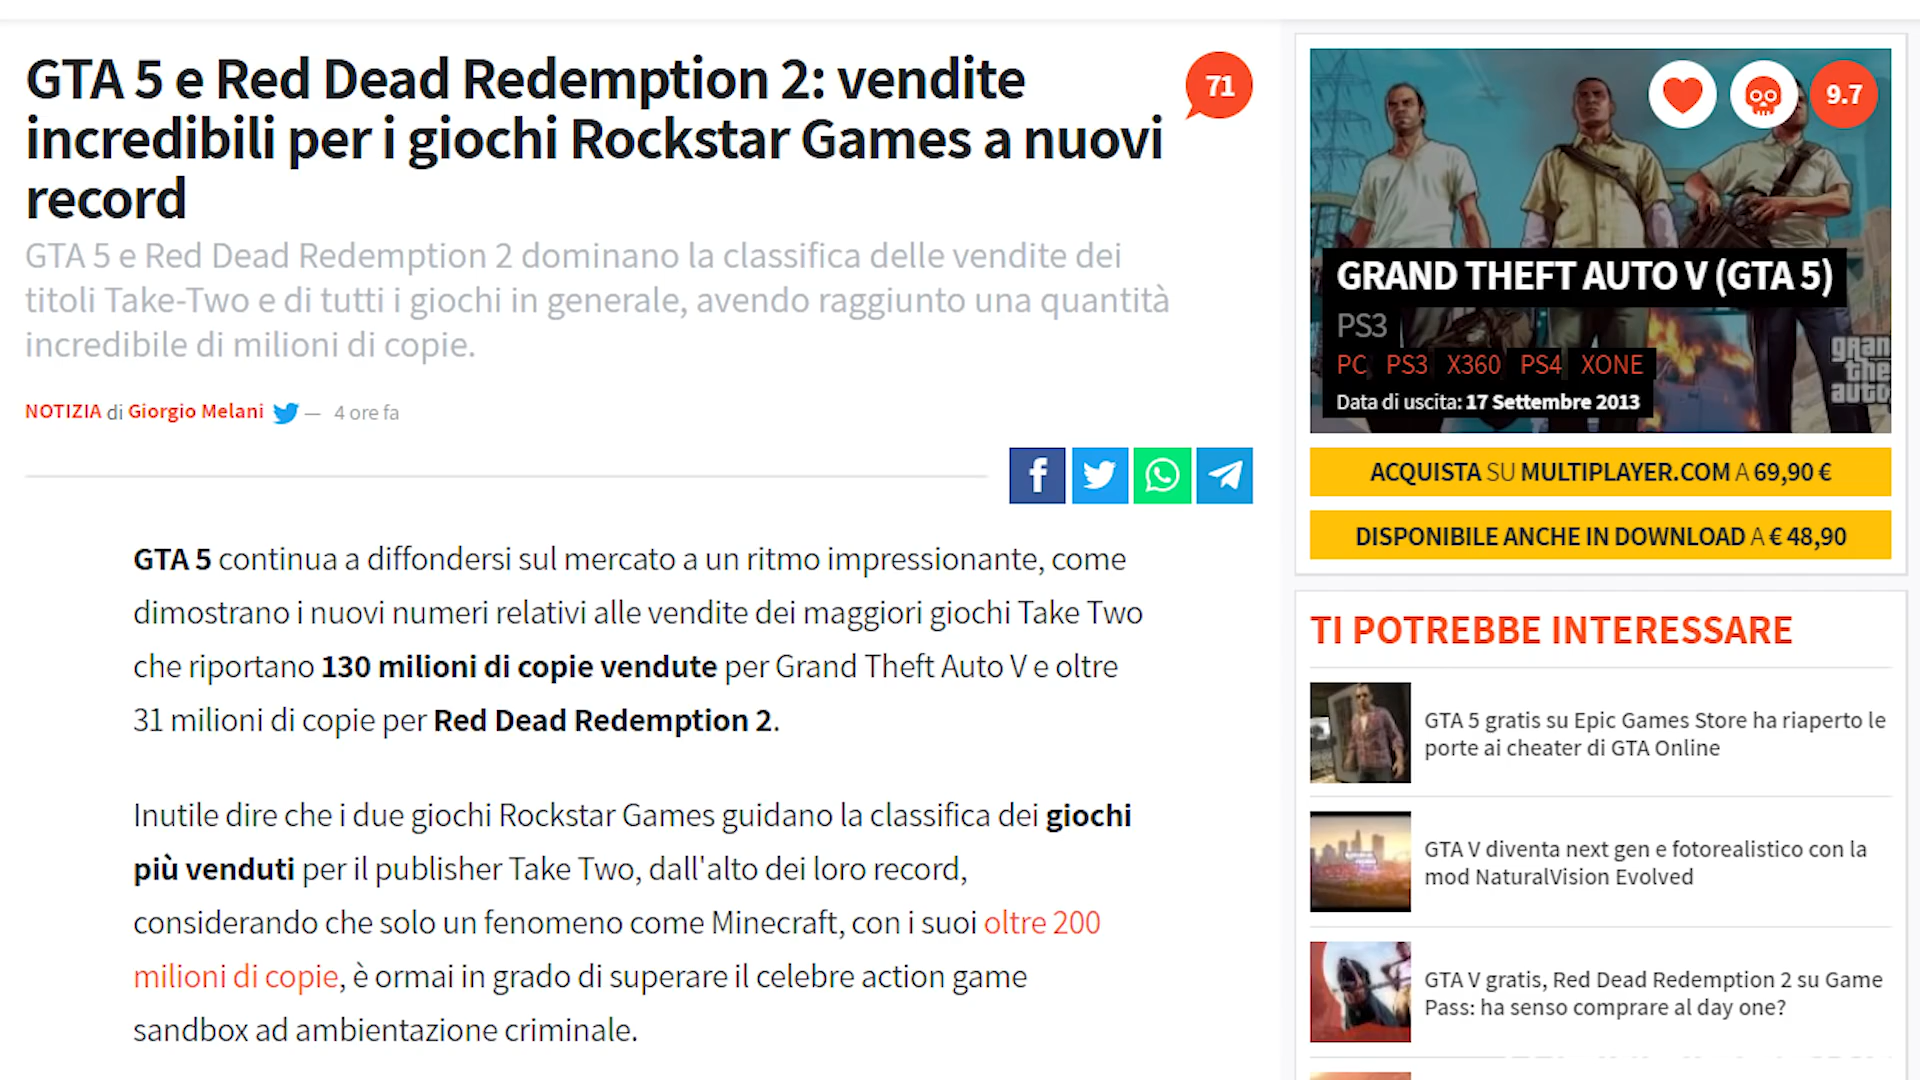 GTA 5 e Red Dead Redemption 2: vendite
incredibili per i giochi Rockstar Games a nuovi
record
71
GTA 5 e Red Dead Redemption 2 dominano la classifica delle vendite dei
titoli Take-Two e di tutti i giochi in generale, avendo raggiunto una quantità
incredibile di milioni di copie.
NOTIZIA di Giorgio Melani — 4 ore fa
GTA 5 continua a diffondersi sul mercato a un ritmo impressionante, come
dimostrano i nuovi numeri relativi alle vendite dei maggiori giochi Take Two
che riportano 130 milioni di copie vendute per Grand Theft Auto V e oltre
31 milioni di copie per Red Dead Redemption 2.
Inutile dire che i due giochi Rockstar Games guidano la classifica dei giochi
più venduti per il publisher Take Two, dall'alto dei loro record,
considerando che solo un fenomeno come Minecraft, con i suoi oltre 200
milioni di copie, è ormai in grado di superare il celebre action game
sandbox ad ambientazione criminale.
9.7
GRAND THEFT AUTO V (GTA 5)
PS3
PC PS3 X360 PS4 XONE
Data di uscita: 17 Settembre 2013
gran
the
auto
ACQUISTA SU MULTIPLAYER.COM A 69,90 €
DISPONIBILE ANCHE IN DOWNLOAD A € 48,90
TI POTREBBE INTERESSARE
GTA 5 gratis su Epic Games Store ha riaperto le
porte ai cheater di GTA Online
GTA V diventa next gen e fotorealistico con la
mod NaturalVision Evolved
GTA V gratis, Red Dead Redemption 2 su Game
Pass: ha senso comprare al day one?